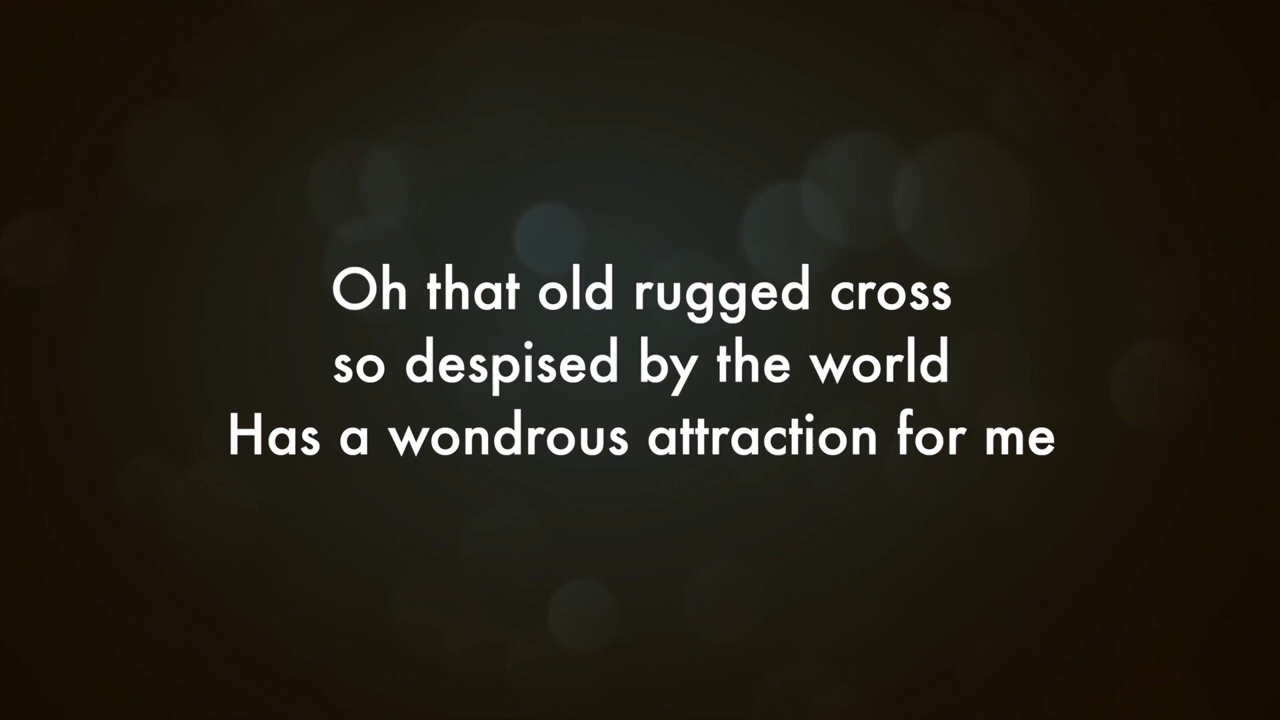 Oh that old rugged cross
so despised by the world
Has a wondrous attraction for me